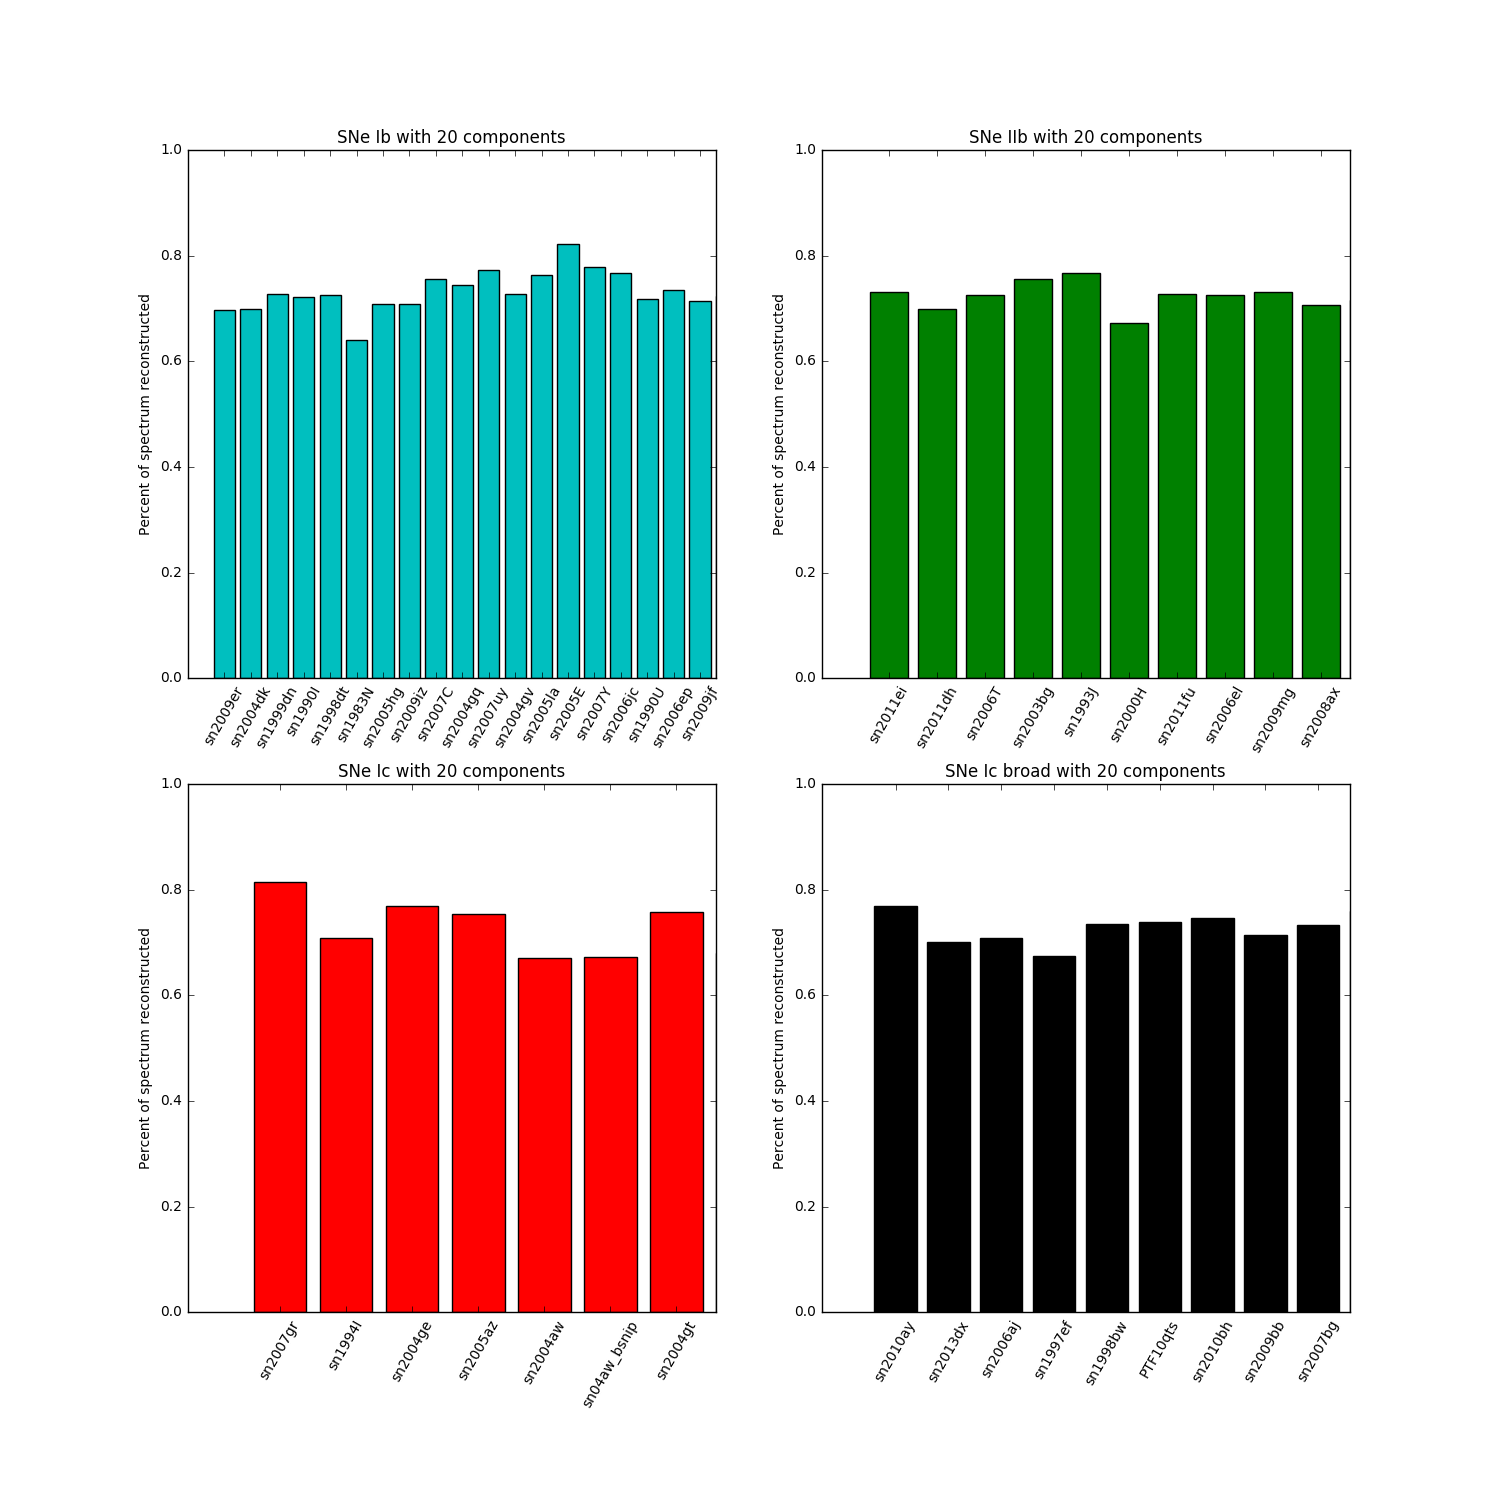 SNe Ib with 20 components
1.0
0.8
0.6
0.4
0.2
0.0
Percent of spectrum reconstructed
sn2009er
sn2004dk
sn1999dn
sn1990I
sn1998dt
sn1983N
sn2005hg
sn2009iz
sn2007C
sn2004gq
sn2007uy
sn2004gv
sn2005la
sn2005E
sn2007Y
sn2006jc
sn1990U
sn2006ep
sn2009jf
SNe IIb with 20 components
1.0
0.8
0.6
0.4
0.2
0.0
Percent of spectrum reconstructed
sn2011ei
sn2011dh
sn2006T
sn2003bg
sn1993J
sn2000H
sn2011fu
sn2006el
sn2009mg
sn2008ax
SNe Ic with 20 components
1.0
0.8
0.6
0.4
0.2
0.0
Percent of spectrum reconstructed
sn2007gr
sn1994I
sn2004ge
sn2005az
sn2004aw
sn04aw_bsnip
sn2004gt
SNe Ic broad with 20 components
1.0
0.8
0.6
0.4
0.2
0.0
Percent of spectrum reconstructed
sn2010ay
sn2013dx
sn2006aj
sn1997ef
sn1998bw
PTF10qts
sn2010bh
sn2009bb
sn2007bg